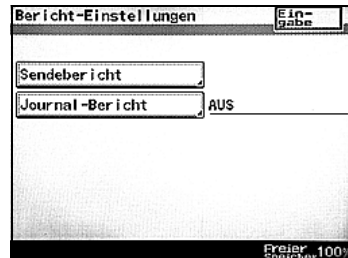 Bericht-Einstellungen
Ein-
gabe
Sendebericht
Journal-Bericht AUS
Freier
Speicher 100%